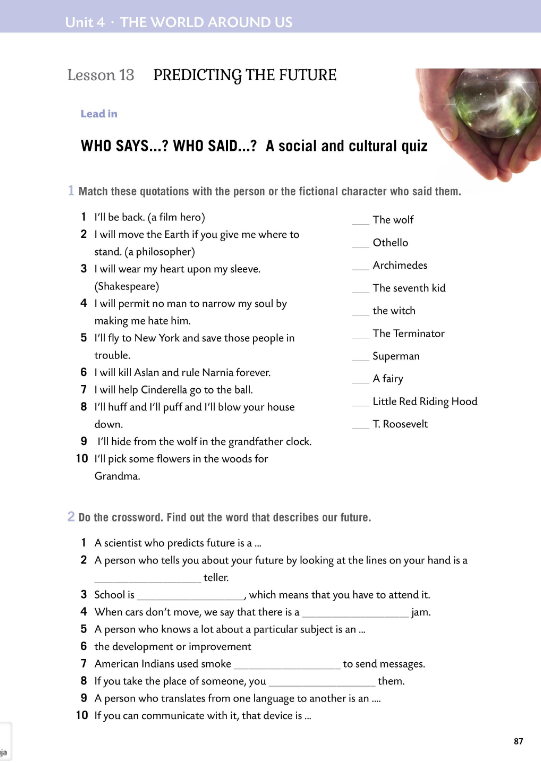 Unit 4 · THE WORLD AROUND US
Lesson 13 PREDICTING THE FUTURE
Lead in
WHO SAYS...? WHO SAID...? A social and cultural quiz
1 Match these quotations with the person or the fictional character who said them.
1 I'll be back. (a film hero)
2 I will move the Earth if you give me where to
stand. (a philosopher)
3 I will wear my heart upon my sleeve.
(Shakespeare)
4 I will permit no man to narrow my soul by
making me hate him.
5 I'll fly to New York and save those people in
trouble.
6 I will kill Aslan and rule Narnia forever.
7 I will help Cinderella go to the ball.
8 I'll huff and I'll puff and I'll blow your house
down.
9 I'll hide from the wolf in the grandfather clock.
10 I'll pick some flowers in the woods for
Grandma.
___ The wolf
___ Othello
___ Archimedes
___ The seventh kid
___ the witch
___ The Terminator
___ Superman
___ A fairy
___ Little Red Riding Hood
___ T. Roosevelt
2 Do the crossword. Find out the word that describes our future.
1 A scientist who predicts future is a ...
2 A person who tells you about your future by looking at the lines on your hand is a
___________________ teller.
3 School is ___________________, which means that you have to attend it.
4 When cars don't move, we say that there is a ___________________ jam.
5 A person who knows a lot about a particular subject is an ...
6 the development or improvement
7 American Indians used smoke ___________________ to send messages.
8 If you take the place of someone, you ___________________ them.
9 A person who translates from one language to another is an ....
10 If you can communicate with it, that device is ...
87
ja